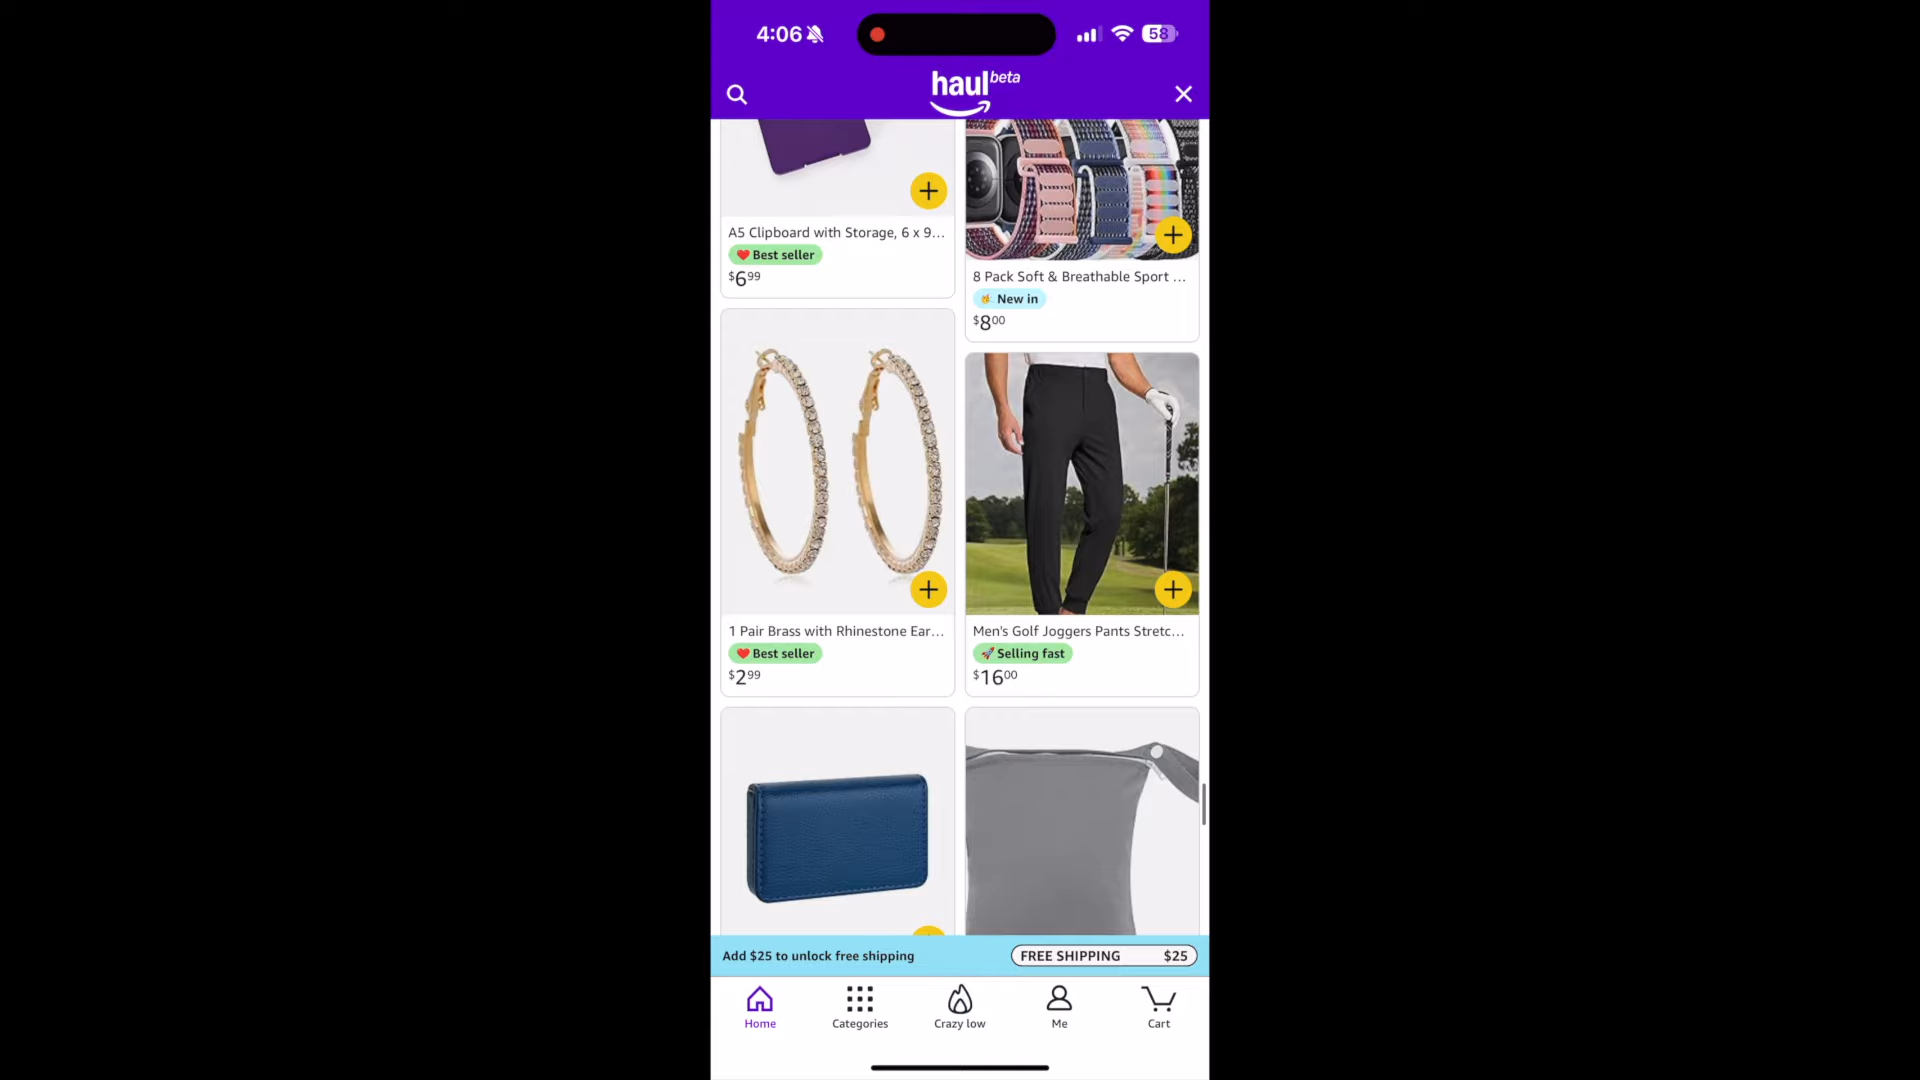 4:06
58
haul beta
A5 Clipboard with Storage, 6 x 9...
Best seller
$6.99
8 Pack Soft & Breathable Sport ...
New in
$8.00
1 Pair Brass with Rhinestone Ear...
Best seller
$2.99
Men's Golf Joggers Pants Stretc...
Selling fast
$16.00
Add $25 to unlock free shipping
FREE SHIPPING $25
Home
Categories
Crazy low
Me
Cart